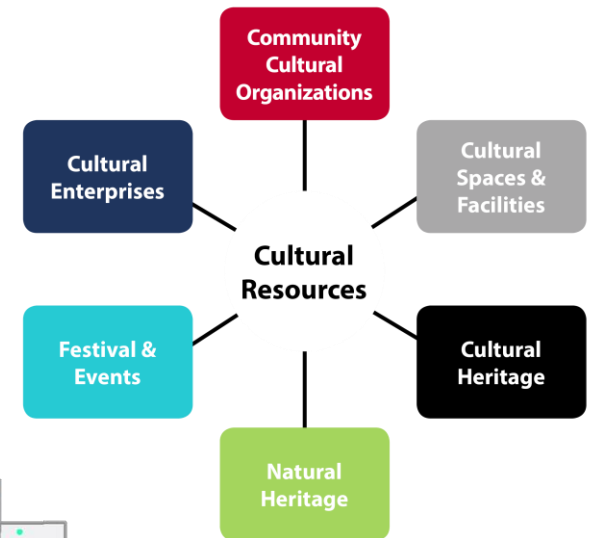 Community
Cultural
Organizations
Cultural
Enterprises
Cultural
Spaces &
Facilities
Cultural
Resources
Festival &
Events
Cultural
Heritage
Natural
Heritage